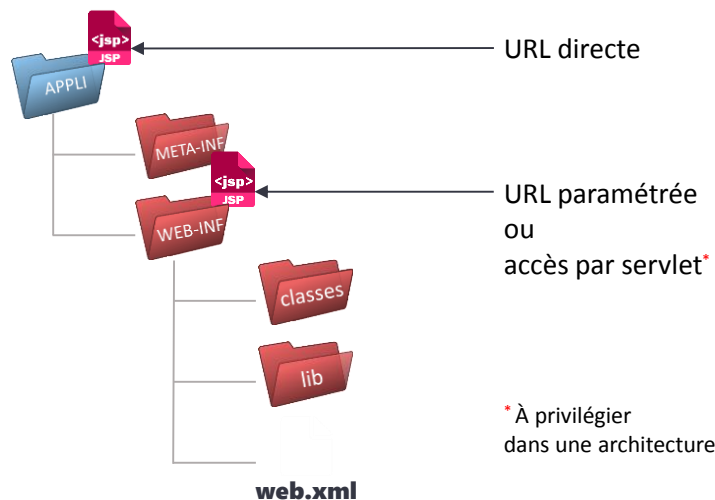 <jsp>
JSP
URL directe
APPLI
META-INF
<jsp>
JSP
URL paramétrée
ou
accès par servlet*
WEB-INF
classes
lib
* À privilégier
dans une architecture
web.xml